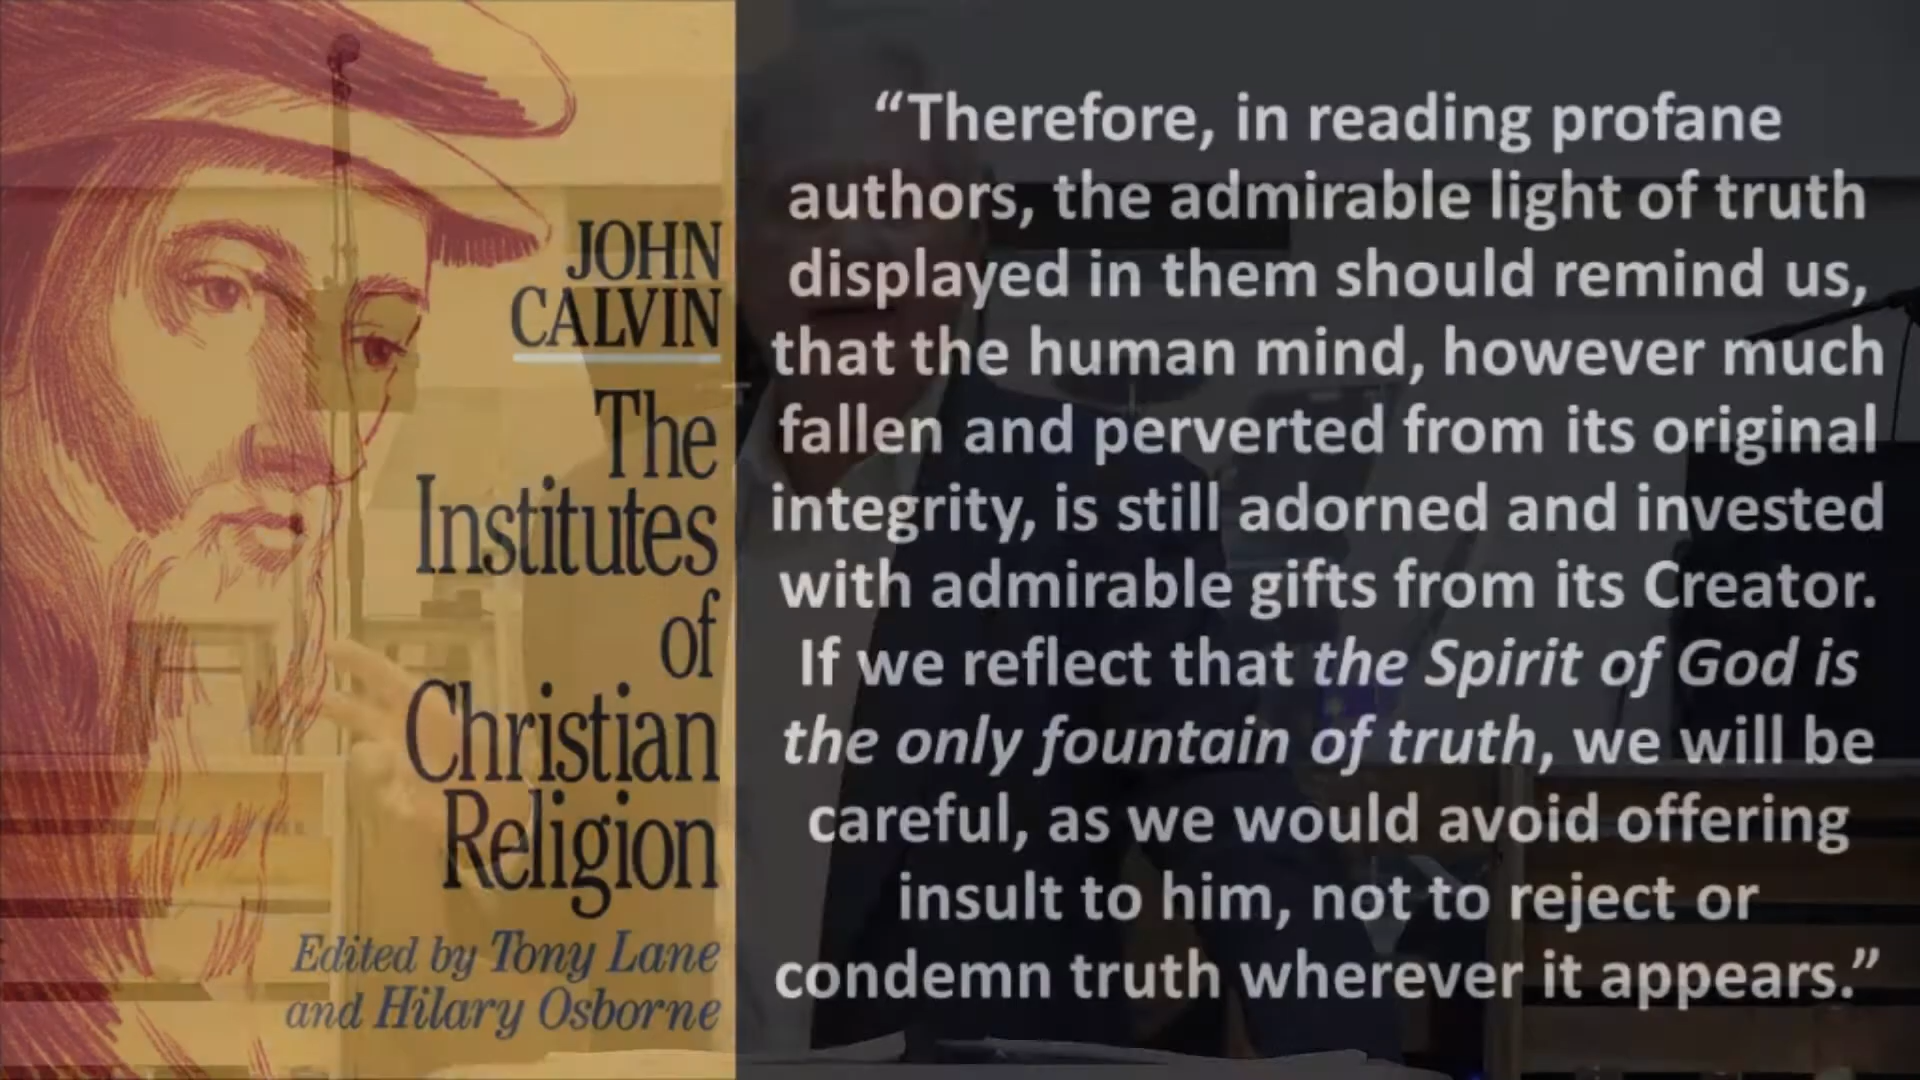 JOHN
CALVIN
The
Institutes
of
Christian
Religion
Edited by Tony Lane
and Hilary Osborne
“Therefore, in reading profane
authors, the admirable light of truth
displayed in them should remind us,
that the human mind, however much
fallen and perverted from its original
integrity, is still adorned and invested
with admirable gifts from its Creator.
If we reflect that the Spirit of God is
the only fountain of truth, we will be
careful, as we would avoid offering
insult to him, not to reject or
condemn truth wherever it appears.”